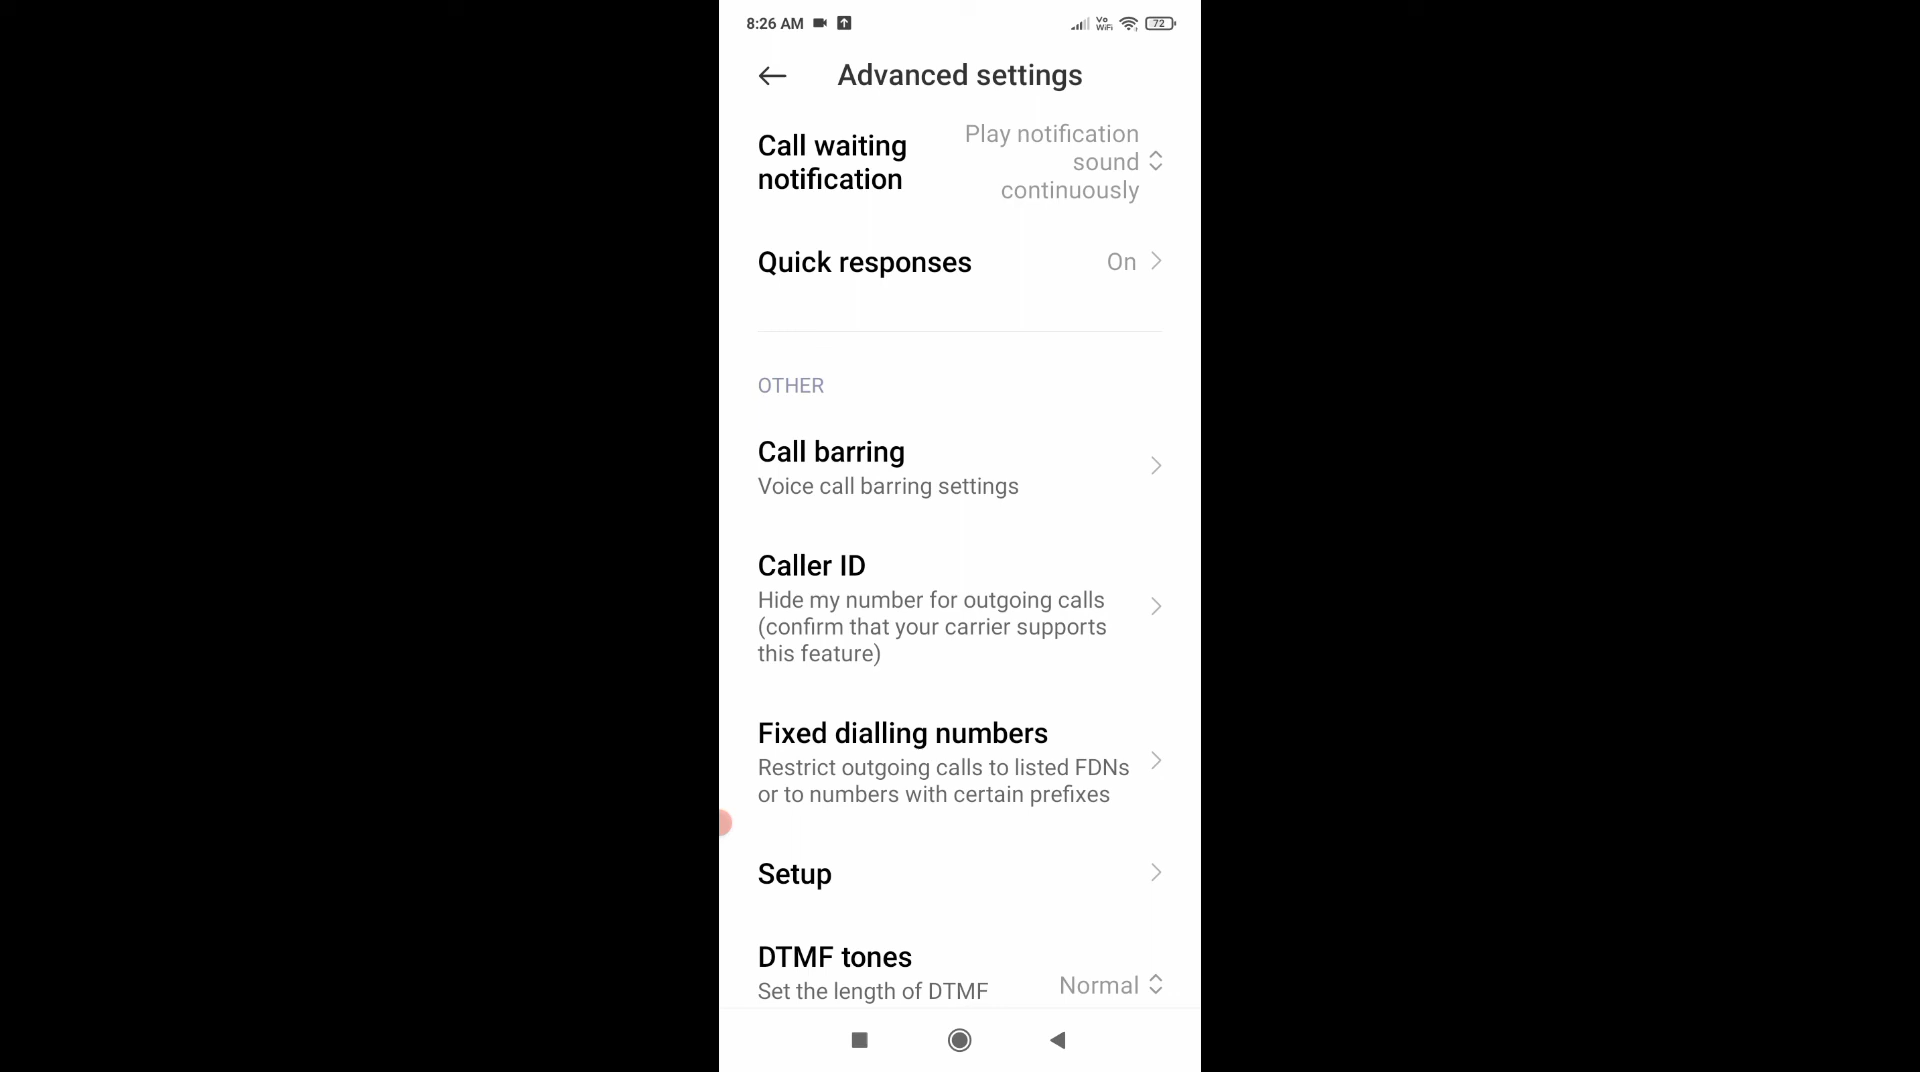 8:26 AM
Vo
WiFi
72
Advanced settings
Call waiting
notification
Play notification
sound
continuously
Quick responses
On
OTHER
Call barring
Voice call barring settings
Caller ID
Hide my number for outgoing calls
(confirm that your carrier supports
this feature)
Fixed dialling numbers
Restrict outgoing calls to listed FDNs
or to numbers with certain prefixes
Setup
DTMF tones
Set the length of DTMF
Normal